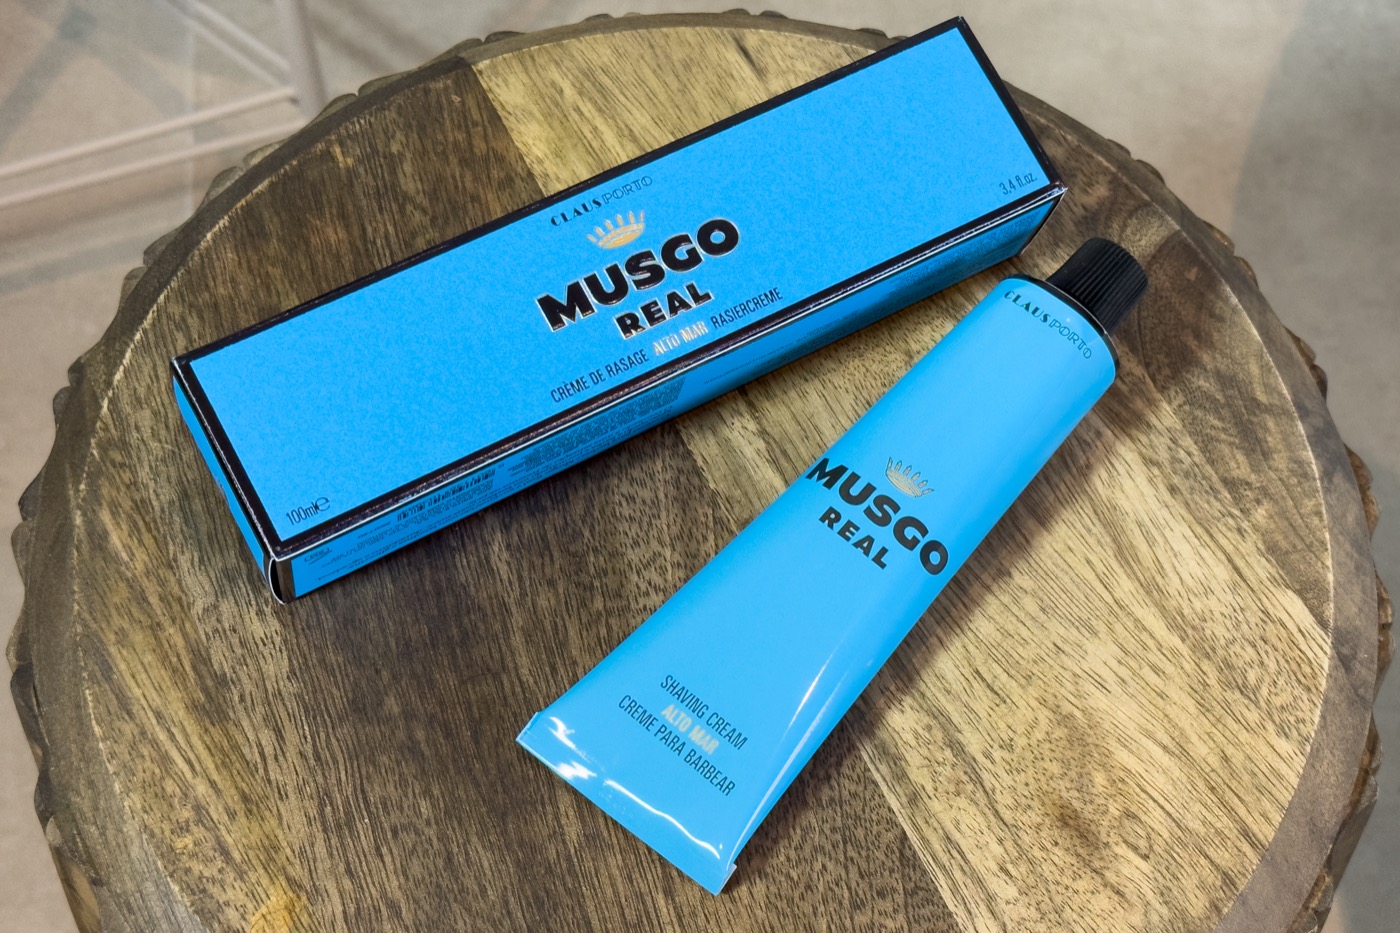 CLAUS PORTO
MUSGO
REAL
CRÈME DE RASAGE ALTO MAR RASIERCREME
3,4 fl.oz.
100ml e
CLAUS PORTO
MUSGO
REAL
SHAVING CREAM
ALTO MAR
CREME PARA BARBEAR